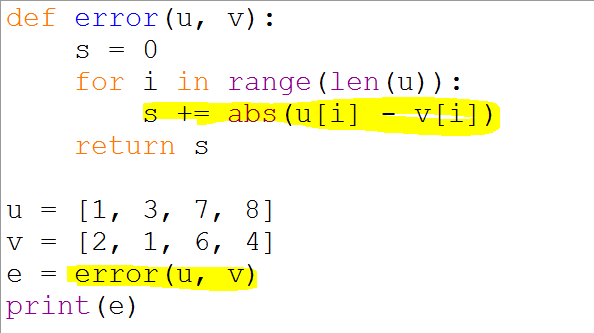 def error(u, v):
    s = 0
    for i in range(len(u)):
        s += abs(u[i] - v[i])
    return s

u = [1, 3, 7, 8]
v = [2, 1, 6, 4]
e = error(u, v)
print(e)